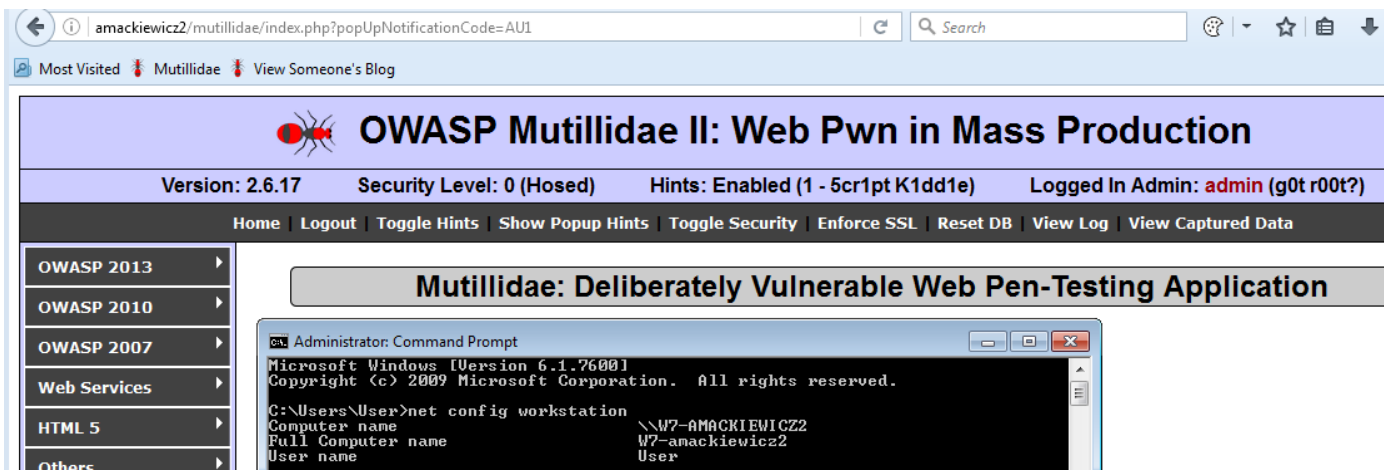 amackiewicz2/mutillidae/index.php?popUpNotificationCode=AU1
Search
Most Visited Mutillidae View Someone's Blog
OWASP Mutillidae II: Web Pwn in Mass Production
Version: 2.6.17 Security Level: 0 (Hosed) Hints: Enabled (1 - 5cr1pt K1dd1e) Logged In Admin: admin (g0t r00t?)
Home | Logout | Toggle Hints | Show Popup Hints | Toggle Security | Enforce SSL | Reset DB | View Log | View Captured Data
OWASP 2013
Mutillidae: Deliberately Vulnerable Web Pen-Testing Application
OWASP 2010
OWASP 2007
Web Services
HTML 5
Others
Administrator: Command Prompt
Microsoft Windows [Version 6.1.7600]
Copyright (c) 2009 Microsoft Corporation. All rights reserved.
C:\Users\User>net config workstation
Computer name \\W7-AMACKIEWICZ2
Full Computer name W7-amackiewicz2
User name User